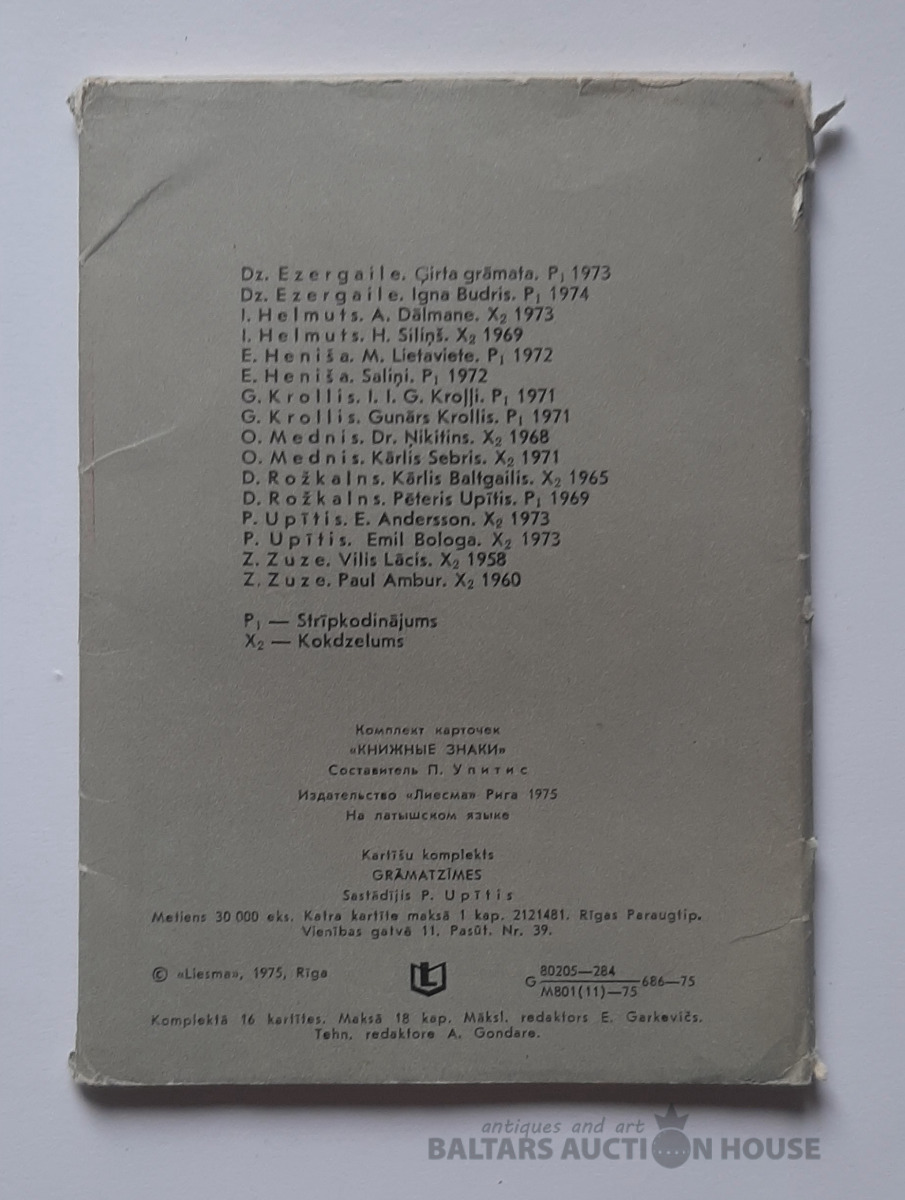 Dz. Ezergaile. Ģirta grāmata. P₁ 1973
Dz. Ezergaile. Igna Budris. P₁ 1974
I. Helmuts. A. Dālmane. X₂ 1973
I. Helmuts. H. Siliņš. X₂ 1969
E. Heniša. M. Lietaviete. P₁ 1972
E. Heniša. Saliņi. P₁ 1972
G. Krollis. I. I. G. Kroļļi. P₁ 1971
G. Krollis. Gunārs Krollis. P₁ 1971
O. Mednis. Dr. Ņikitins. X₂ 1968
O. Mednis. Kārlis Sebris. X₂ 1971
D. Rožkalns. Kārlis Baltgailis. X₂ 1965
D. Rožkalns. Pēteris Upītis. P₁ 1969
P. Upītis. E. Andersson. X₂ 1973
P. Upītis. Emil Bologa. X₂ 1973
Z. Zuze. Vilis Lācis. X₂ 1958
Z. Zuze. Paul Ambur. X₂ 1960
P₁ — Strīpkodinājums
X₂ — Kokdzelums
Комплект карточек
«КНИЖНЫЕ ЗНАКИ»
Составитель П. Упитис
Издательство «Лиесма» Рига 1975
На латышском языке
Kartīšu komplekts
GRĀMATZĪMES
Sastādījis P. Upītis
Metiens 30 000 eks. Katra kartīte maksā 1 kap. 2121481. Rīgas Paraugtip.
Vienības gatvē 11. Pasūt. Nr. 39.
© «Liesma», 1975, Rīga
G 80205—284
M801(11)—75 686—75
Komplektā 16 kartītes. Maksā 18 kap. Māksl. redaktors E. Garkevičs.
Tehn. redaktore A. Gondare.
antiques and art
BALTARS AUCTION HOUSE